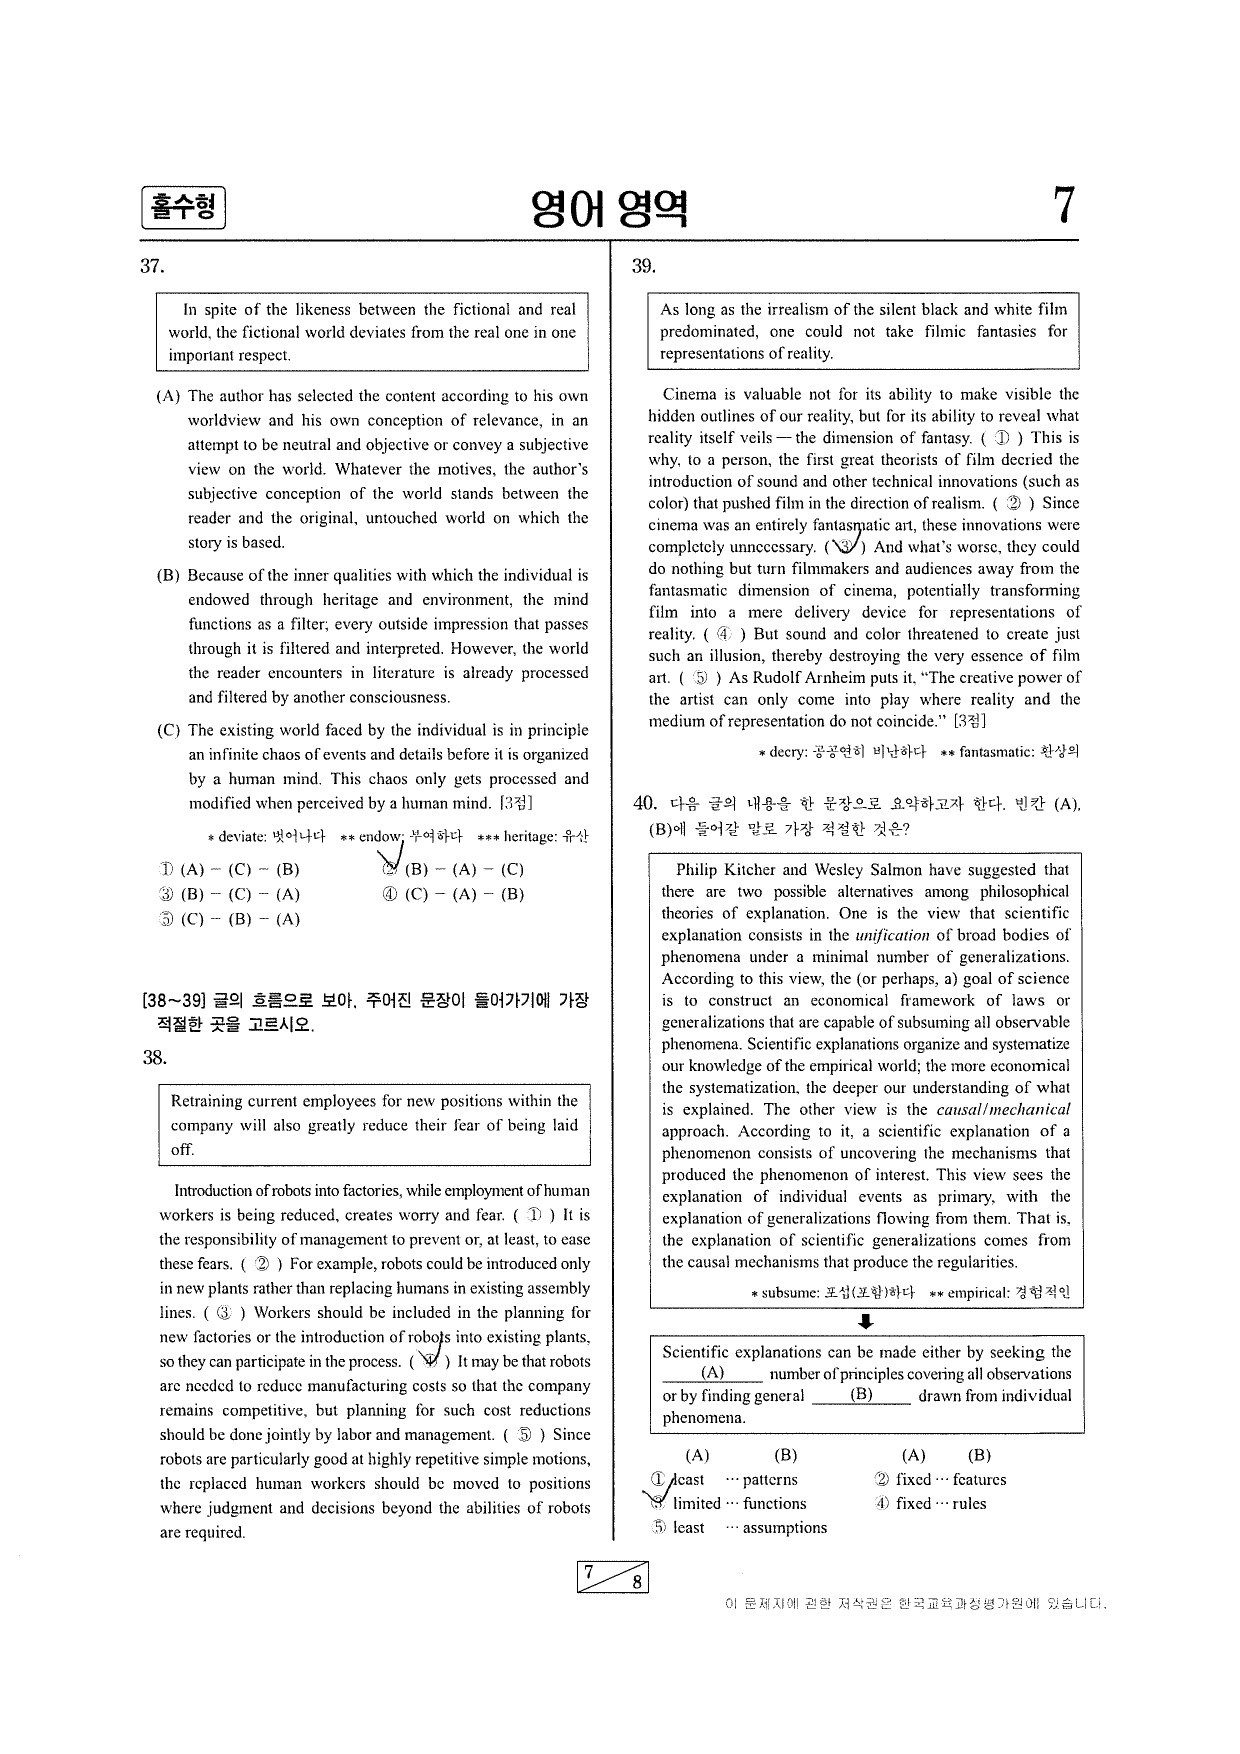 홀수형
영어 영역
7
37.
In spite of the likeness between the fictional and real
world, the fictional world deviates from the real one in one
important respect.
(A) The author has selected the content according to his own
worldview and his own conception of relevance, in an
attempt to be neutral and objective or convey a subjective
view on the world. Whatever the motives, the author's
subjective conception of the world stands between the
reader and the original, untouched world on which the
story is based.
(B) Because of the inner qualities with which the individual is
endowed through heritage and environment, the mind
functions as a filter; every outside impression that passes
through it is filtered and interpreted. However, the world
the reader encounters in literature is already processed
and filtered by another consciousness.
(C) The existing world faced by the individual is in principle
an infinite chaos of events and details before it is organized
by a human mind. This chaos only gets processed and
modified when perceived by a human mind. [3점]
* deviate: 벗어나다 ** endow: 부여하다 *** heritage: 유산
① (A) - (C) - (B) ② (B) - (A) - (C)
③ (B) - (C) - (A) ④ (C) - (A) - (B)
⑤ (C) - (B) - (A)
[38~39] 글의 흐름으로 보아, 주어진 문장이 들어가기에 가장
적절한 곳을 고르시오.
38.
Retraining current employees for new positions within the
company will also greatly reduce their fear of being laid
off.
Introduction of robots into factories, while employment of human
workers is being reduced, creates worry and fear. ( ① ) It is
the responsibility of management to prevent or, at least, to ease
these fears. ( ② ) For example, robots could be introduced only
in new plants rather than replacing humans in existing assembly
lines. ( ③ ) Workers should be included in the planning for
new factories or the introduction of robots into existing plants,
so they can participate in the process. ( ④ ) It may be that robots
are needed to reduce manufacturing costs so that the company
remains competitive, but planning for such cost reductions
should be done jointly by labor and management. ( ⑤ ) Since
robots are particularly good at highly repetitive simple motions,
the replaced human workers should be moved to positions
where judgment and decisions beyond the abilities of robots
are required.
39.
As long as the irrealism of the silent black and white film
predominated, one could not take filmic fantasies for
representations of reality.
Cinema is valuable not for its ability to make visible the
hidden outlines of our reality, but for its ability to reveal what
reality itself veils — the dimension of fantasy. ( ① ) This is
why, to a person, the first great theorists of film decried the
introduction of sound and other technical innovations (such as
color) that pushed film in the direction of realism. ( ② ) Since
cinema was an entirely fantasmatic art, these innovations were
completely unnecessary. ( ③ ) And what's worse, they could
do nothing but turn filmmakers and audiences away from the
fantasmatic dimension of cinema, potentially transforming
film into a mere delivery device for representations of
reality. ( ④ ) But sound and color threatened to create just
such an illusion, thereby destroying the very essence of film
art. ( ⑤ ) As Rudolf Arnheim puts it, “The creative power of
the artist can only come into play where reality and the
medium of representation do not coincide.” [3점]
* decry: 공공연히 비난하다 ** fantasmatic: 환상의
40. 다음 글의 내용을 한 문장으로 요약하고자 한다. 빈칸 (A),
(B)에 들어갈 말로 가장 적절한 것은?
Philip Kitcher and Wesley Salmon have suggested that
there are two possible alternatives among philosophical
theories of explanation. One is the view that scientific
explanation consists in the unification of broad bodies of
phenomena under a minimal number of generalizations.
According to this view, the (or perhaps, a) goal of science
is to construct an economical framework of laws or
generalizations that are capable of subsuming all observable
phenomena. Scientific explanations organize and systematize
our knowledge of the empirical world; the more economical
the systematization, the deeper our understanding of what
is explained. The other view is the causal/mechanical
approach. According to it, a scientific explanation of a
phenomenon consists of uncovering the mechanisms that
produced the phenomenon of interest. This view sees the
explanation of individual events as primary, with the
explanation of generalizations flowing from them. That is,
the explanation of scientific generalizations comes from
the causal mechanisms that produce the regularities.
* subsume: 포섭(포함)하다 ** empirical: 경험적인
Scientific explanations can be made either by seeking the
(A) number of principles covering all observations
or by finding general (B) drawn from individual
phenomena.
(A) (B) (A) (B)
① least ··· patterns ② fixed ··· features
③ limited ··· functions ④ fixed ··· rules
⑤ least ··· assumptions
7
8
이 문제지에 관한 저작권은 한국교육과정평가원에 있습니다.